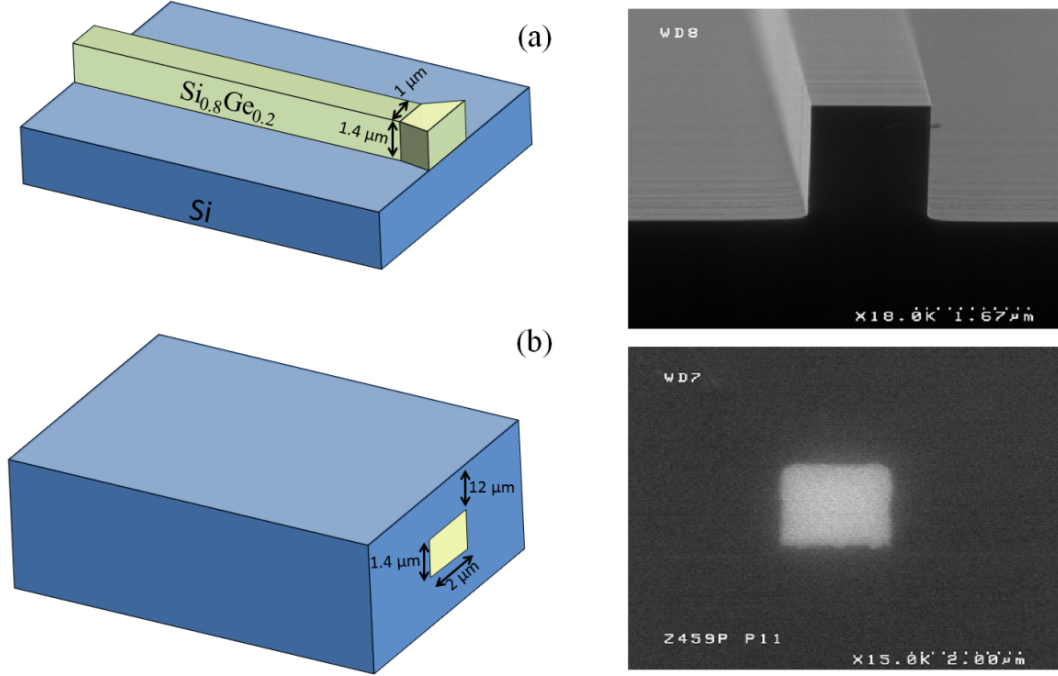 (a)
1 µm
Si0.8Ge0.2
1.4 µm
Si
WD8
X18.0K 1.67µm
(b)
12 µm
1.4 µm
2 µm
WD7
Z459P P11
X15.0K 2.00µm